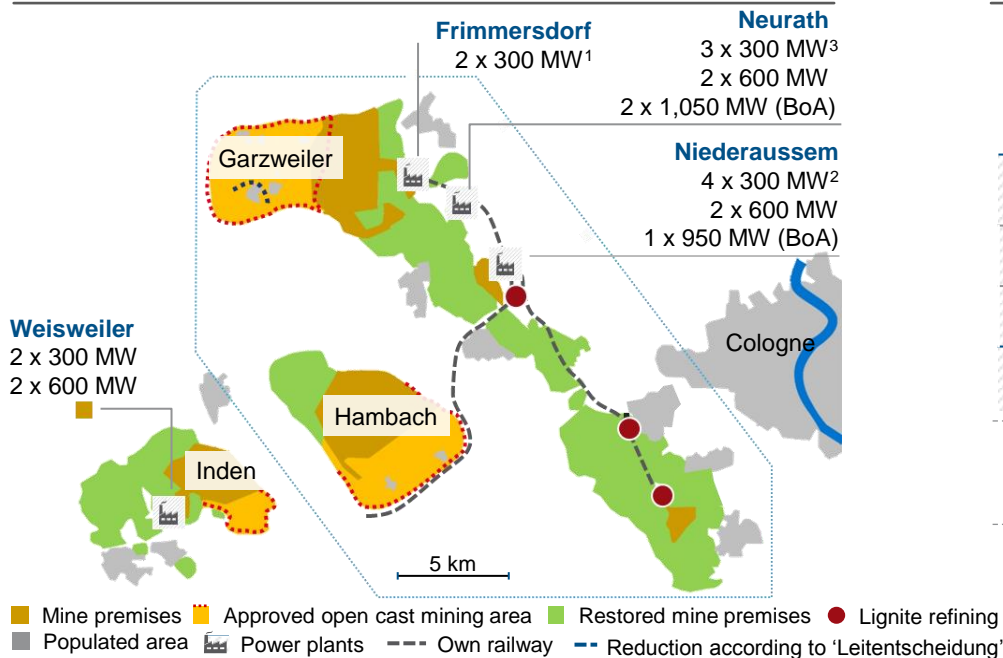 Frimmersdorf
2 x 300 MW¹
Neurath
3 x 300 MW³
2 x 600 MW
2 x 1,050 MW (BoA)
Niederaussem
4 x 300 MW²
2 x 600 MW
1 x 950 MW (BoA)
Garzweiler
Cologne
Weisweiler
2 x 300 MW
2 x 600 MW
Hambach
Inden
5 km
Mine premises Approved open cast mining area Restored mine premises Lignite refining
Populated area Power plants Own railway Reduction according to ‘Leitentscheidung’